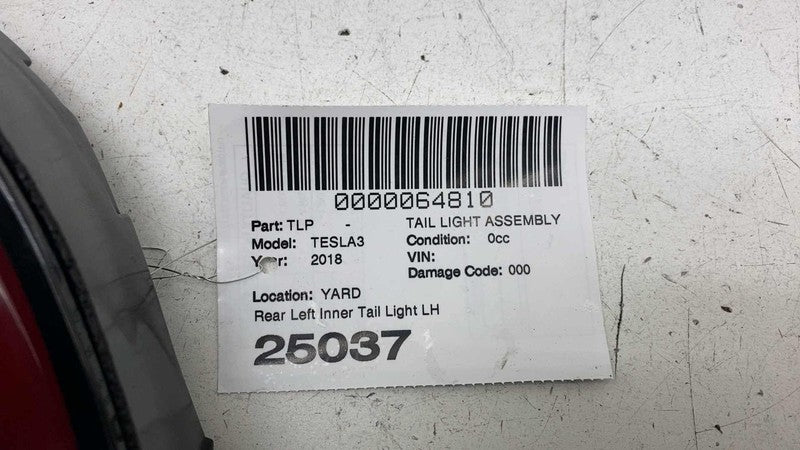 0000064810
Part: TLP - TAIL LIGHT ASSEMBLY
Model: TESLA3 Condition: 0cc
Year: 2018 VIN:
Damage Code: 000
Location: YARD
Rear Left Inner Tail Light LH
25037